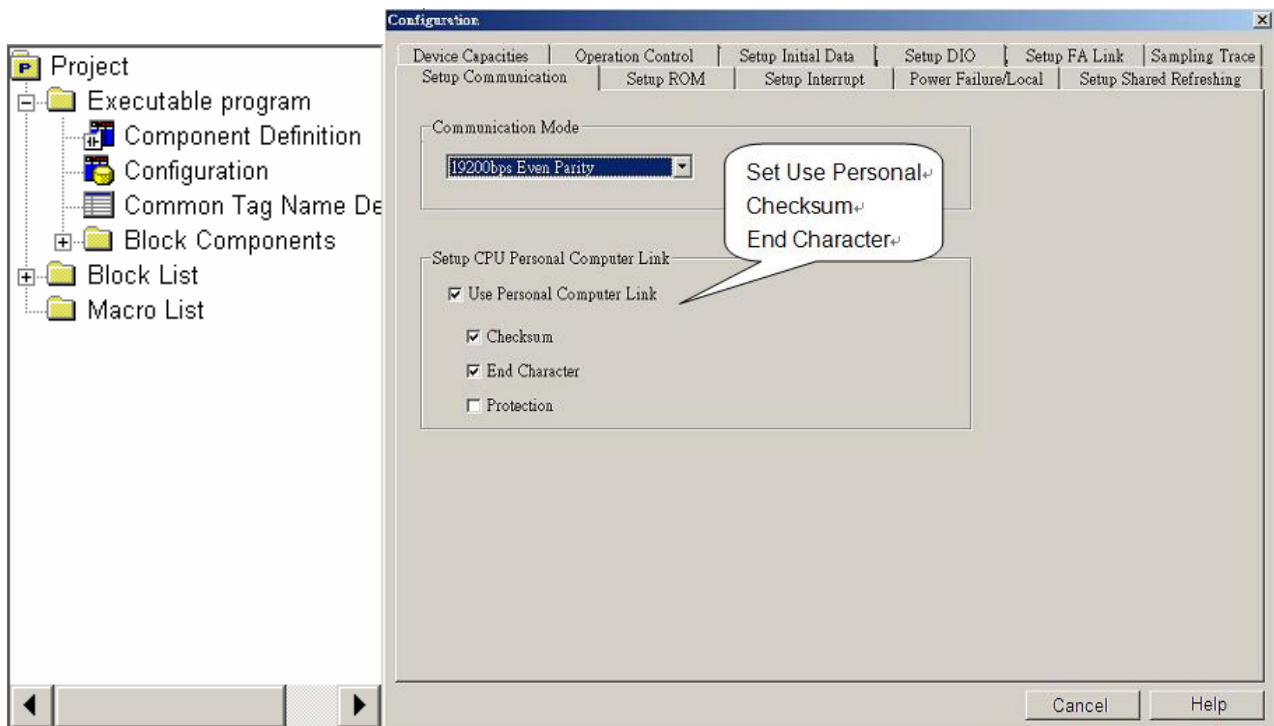 Project
Executable program
Component Definition
Configuration
Common Tag Name De
Block Components
Block List
Macro List
Configuration
Device Capacities
Operation Control
Setup Initial Data
Setup DIO
Setup FA Link
Sampling Trace
Setup Communication
Setup ROM
Setup Interrupt
Power Failure/Local
Setup Shared Refreshing
Communication Mode
19200bps Even Parity
Set Use Personal
Checksum
End Character
Setup CPU Personal Computer Link
Use Personal Computer Link
Checksum
End Character
Protection
Cancel
Help